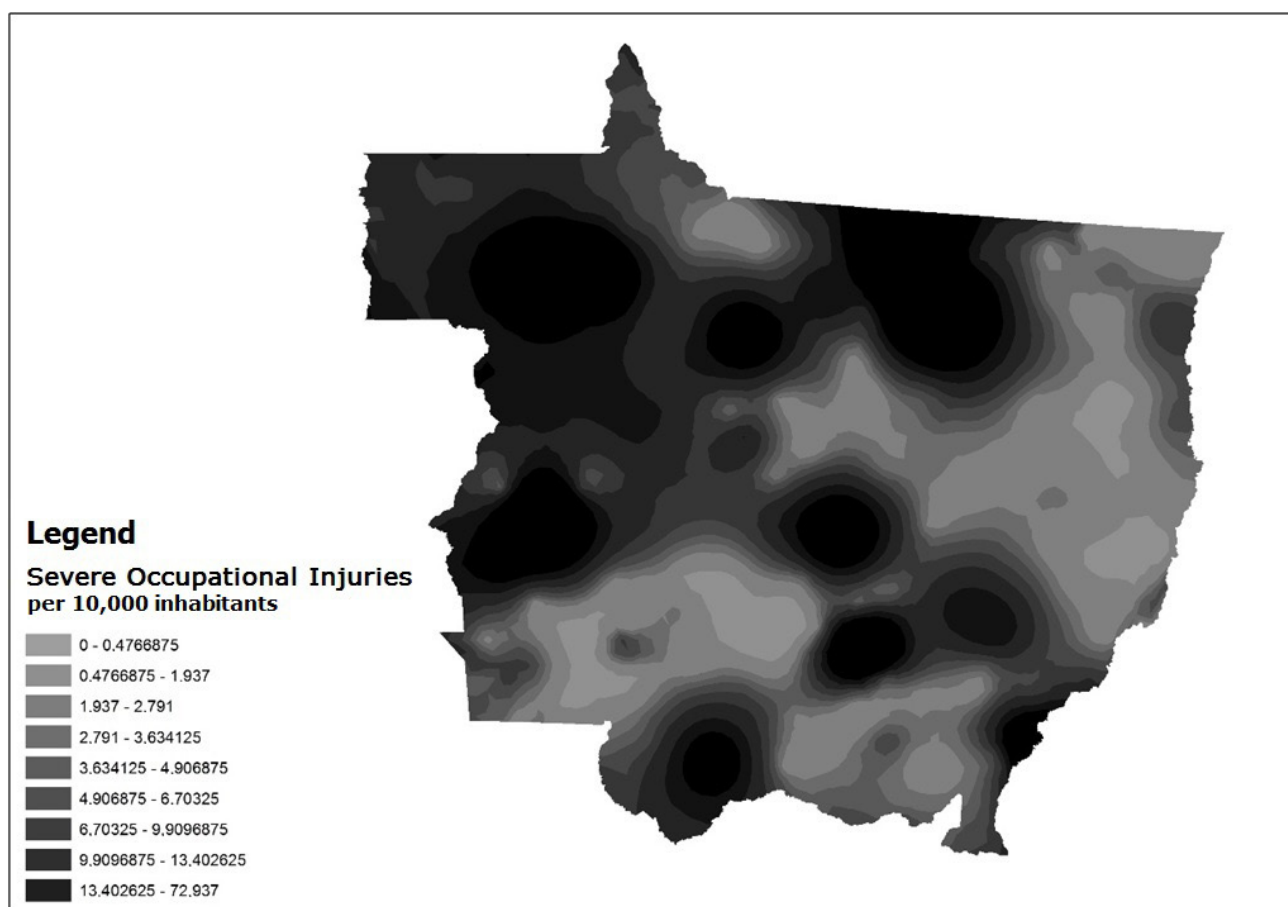 Legend
Severe Occupational Injuries
per 10,000 inhabitants
0 - 0.4766875
0.4766875 - 1.937
1.937 - 2.791
2.791 - 3.634125
3.634125 - 4.906875
4.906875 - 6.70325
6.70325 - 9.9096875
9.9096875 - 13.402625
13.402625 - 72.937